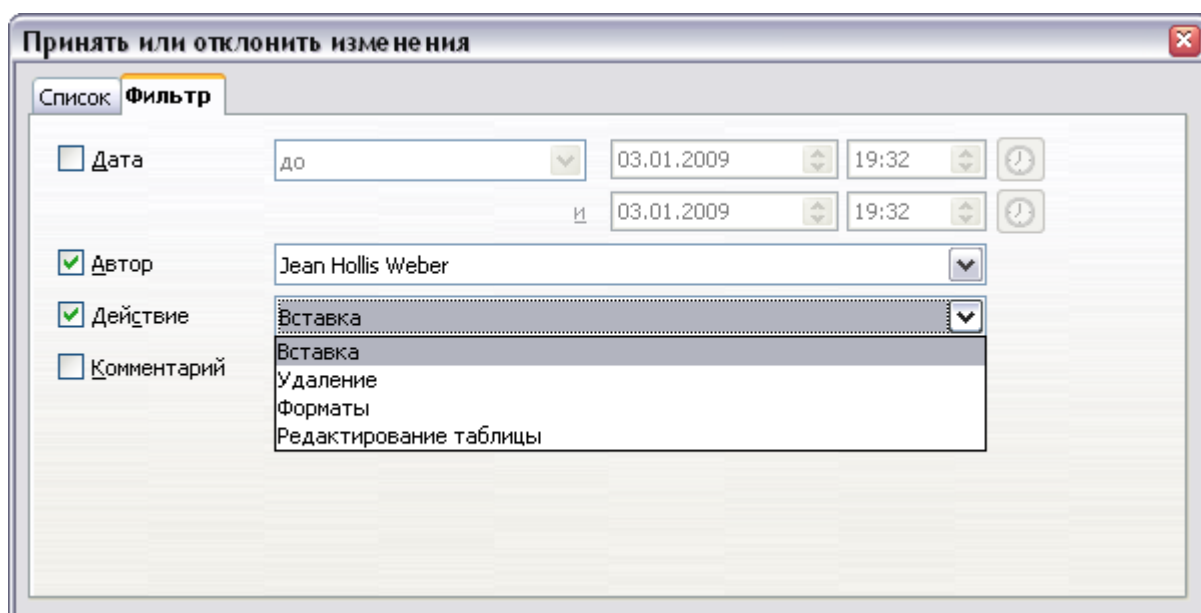 Принять или отклонить изменения
Список Фильтр
Дата до 03.01.2009 19:32
и 03.01.2009 19:32
Автор Jean Hollis Weber
Действие Вставка
Вставка
Комментарий
Удаление
Форматы
Редактирование таблицы